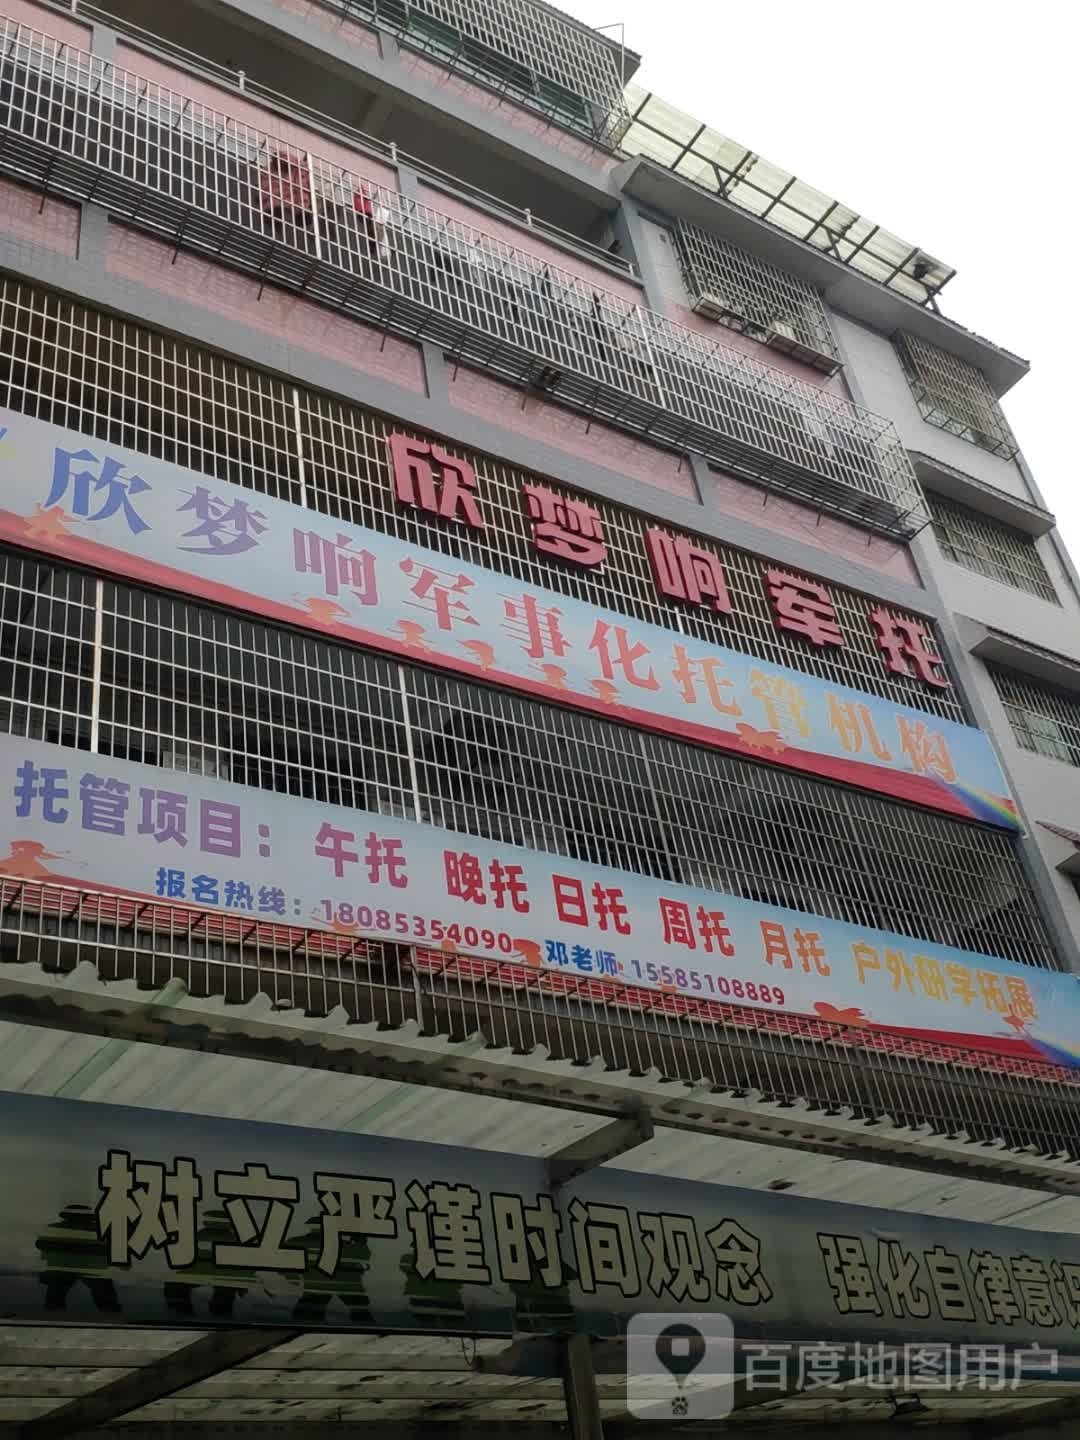 欣梦响军托
欣梦响军事化托管机构
托管项目：午托 晚托 日托 周托 月托 户外研学拓展
报名热线：18085354090 邓老师：15585108889
树立严谨时间观念 强化自律意识
百度地图用户